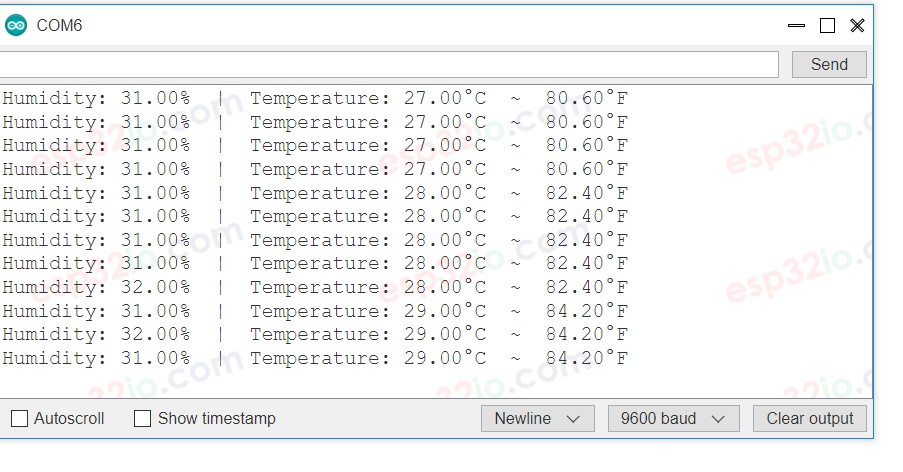 COM6
Send
Humidity: 31.00%  |  Temperature: 27.00°C  ~  80.60°F
Humidity: 31.00%  |  Temperature: 27.00°C  ~  80.60°F
Humidity: 31.00%  |  Temperature: 27.00°C  ~  80.60°F
Humidity: 31.00%  |  Temperature: 27.00°C  ~  80.60°F
Humidity: 31.00%  |  Temperature: 28.00°C  ~  82.40°F
Humidity: 31.00%  |  Temperature: 28.00°C  ~  82.40°F
Humidity: 31.00%  |  Temperature: 28.00°C  ~  82.40°F
Humidity: 31.00%  |  Temperature: 28.00°C  ~  82.40°F
Humidity: 32.00%  |  Temperature: 28.00°C  ~  82.40°F
Humidity: 31.00%  |  Temperature: 29.00°C  ~  84.20°F
Humidity: 32.00%  |  Temperature: 29.00°C  ~  84.20°F
Humidity: 31.00%  |  Temperature: 29.00°C  ~  84.20°F
esp32io.com
Autoscroll Show timestamp Newline 9600 baud Clear output